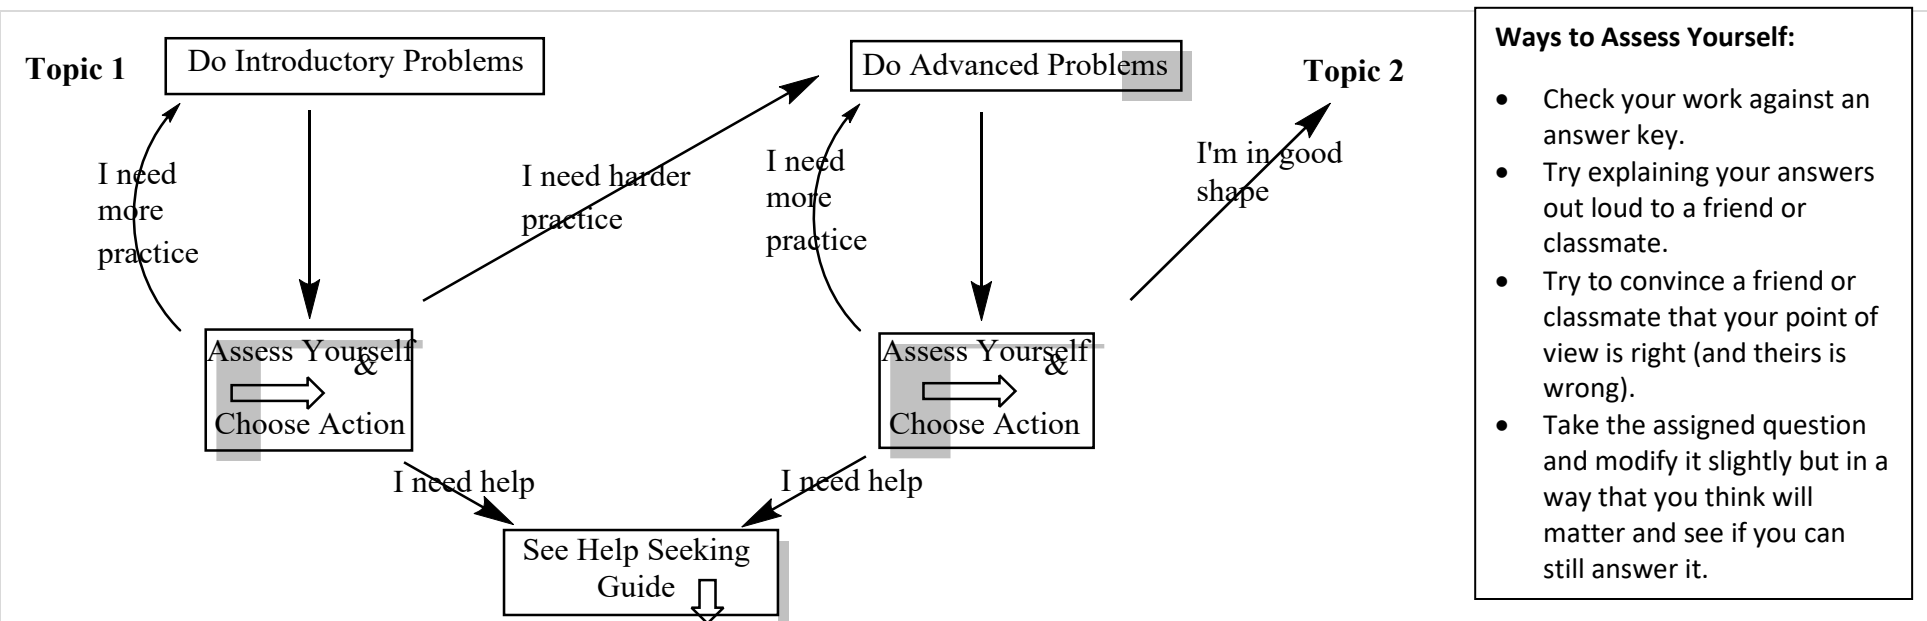 Topic 1
Do Introductory Problems
I need
more
practice
I need harder
practice
Assess Yourself
&
Choose Action
I need help
Do Advanced Problems
I need
more
practice
Assess Yourself
&
Choose Action
I need help
See Help Seeking
Guide
I'm in good
shape
Topic 2
Ways to Assess Yourself:
• Check your work against an
answer key.
• Try explaining your answers
out loud to a friend or
classmate.
• Try to convince a friend or
classmate that your point of
view is right (and theirs is
wrong).
• Take the assigned question
and modify it slightly but in a
way that you think will
matter and see if you can
still answer it.